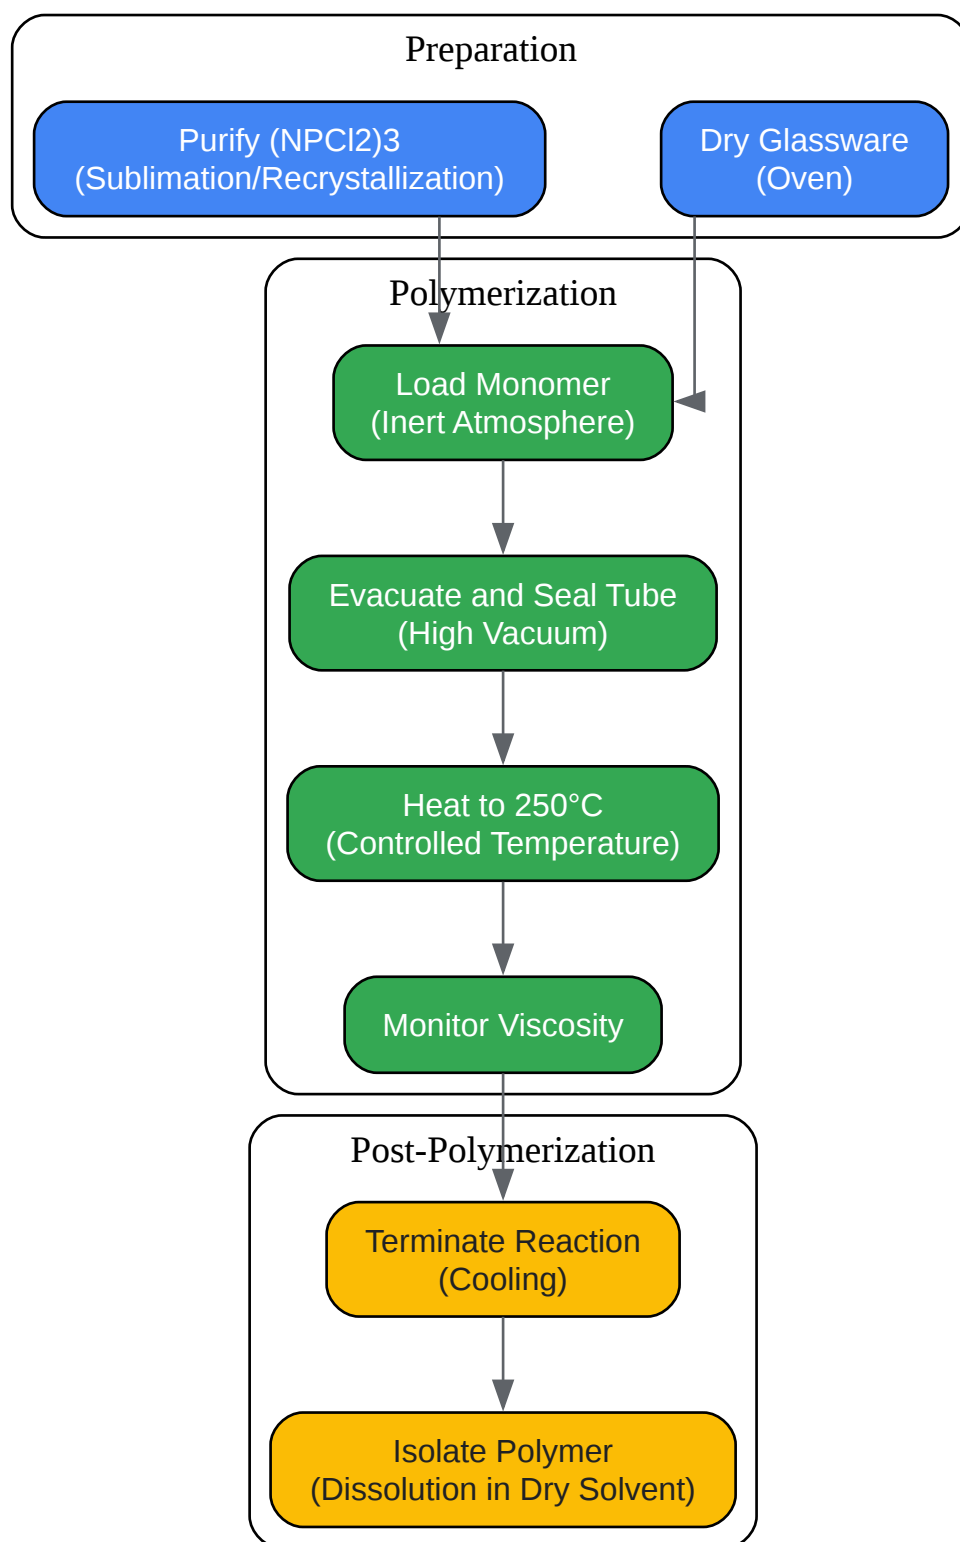 Preparation
Purify (NPCl2)3
(Sublimation/Recrystallization)
Dry Glassware
(Oven)
Polymerization
Load Monomer
(Inert Atmosphere)
Evacuate and Seal Tube
(High Vacuum)
Heat to 250°C
(Controlled Temperature)
Monitor Viscosity
Post-Polymerization
Terminate Reaction
(Cooling)
Isolate Polymer
(Dissolution in Dry Solvent)